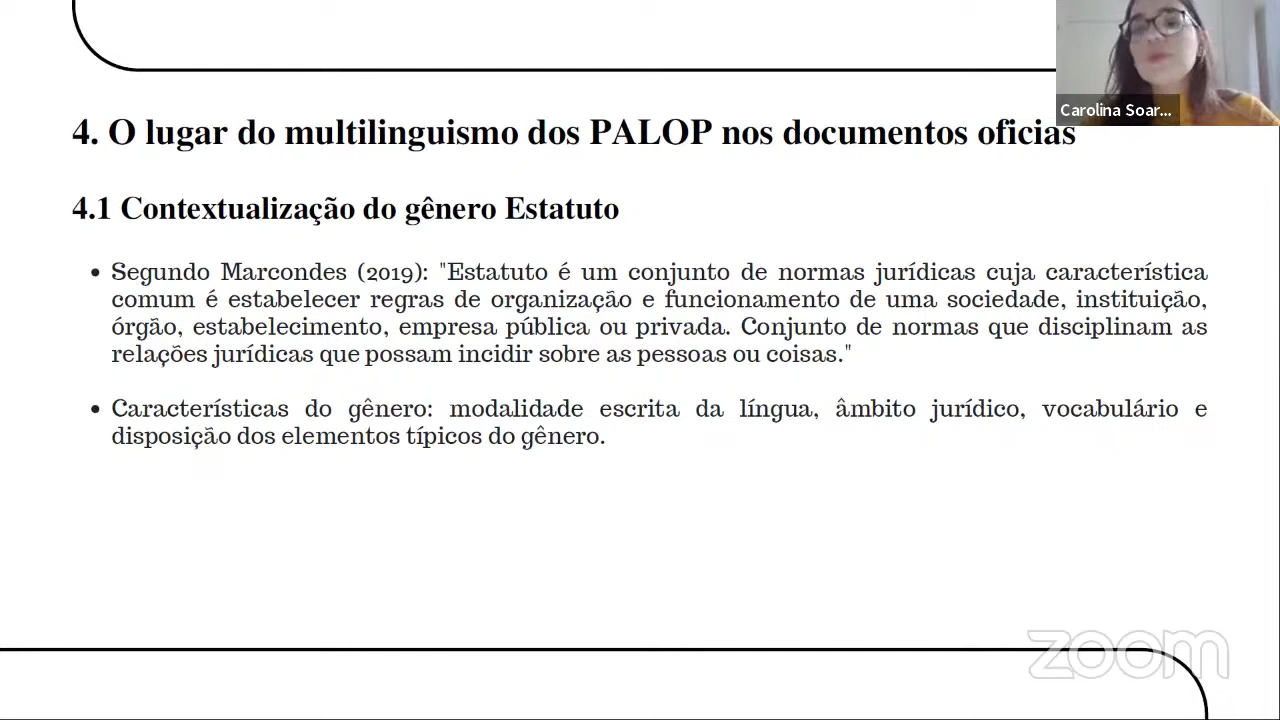 Carolina Soar...
4. O lugar do multilinguismo dos PALOP nos documentos oficias
4.1 Contextualização do gênero Estatuto
• Segundo Marcondes (2019): "Estatuto é um conjunto de normas jurídicas cuja característica
comum é estabelecer regras de organização e funcionamento de uma sociedade, instituição,
órgão, estabelecimento, empresa pública ou privada. Conjunto de normas que disciplinam as
relações jurídicas que possam incidir sobre as pessoas ou coisas."
• Características do gênero: modalidade escrita da língua, âmbito jurídico, vocabulário e
disposição dos elementos típicos do gênero.
zoom